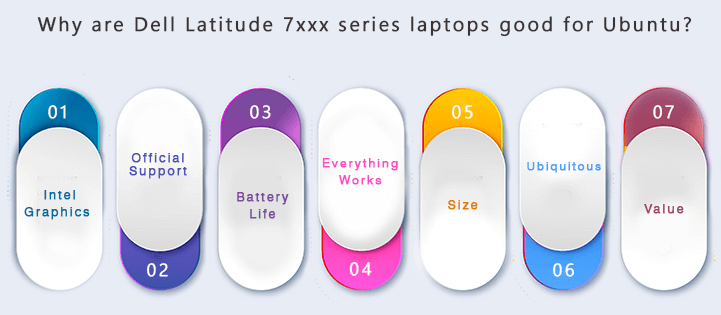 Why are Dell Latitude 7xxx series laptops good for Ubuntu?
01
Intel
Graphics
Official
Support
02
03
Battery
Life
Everything
Works
04
05
Size
Ubiquitous
06
07
Value